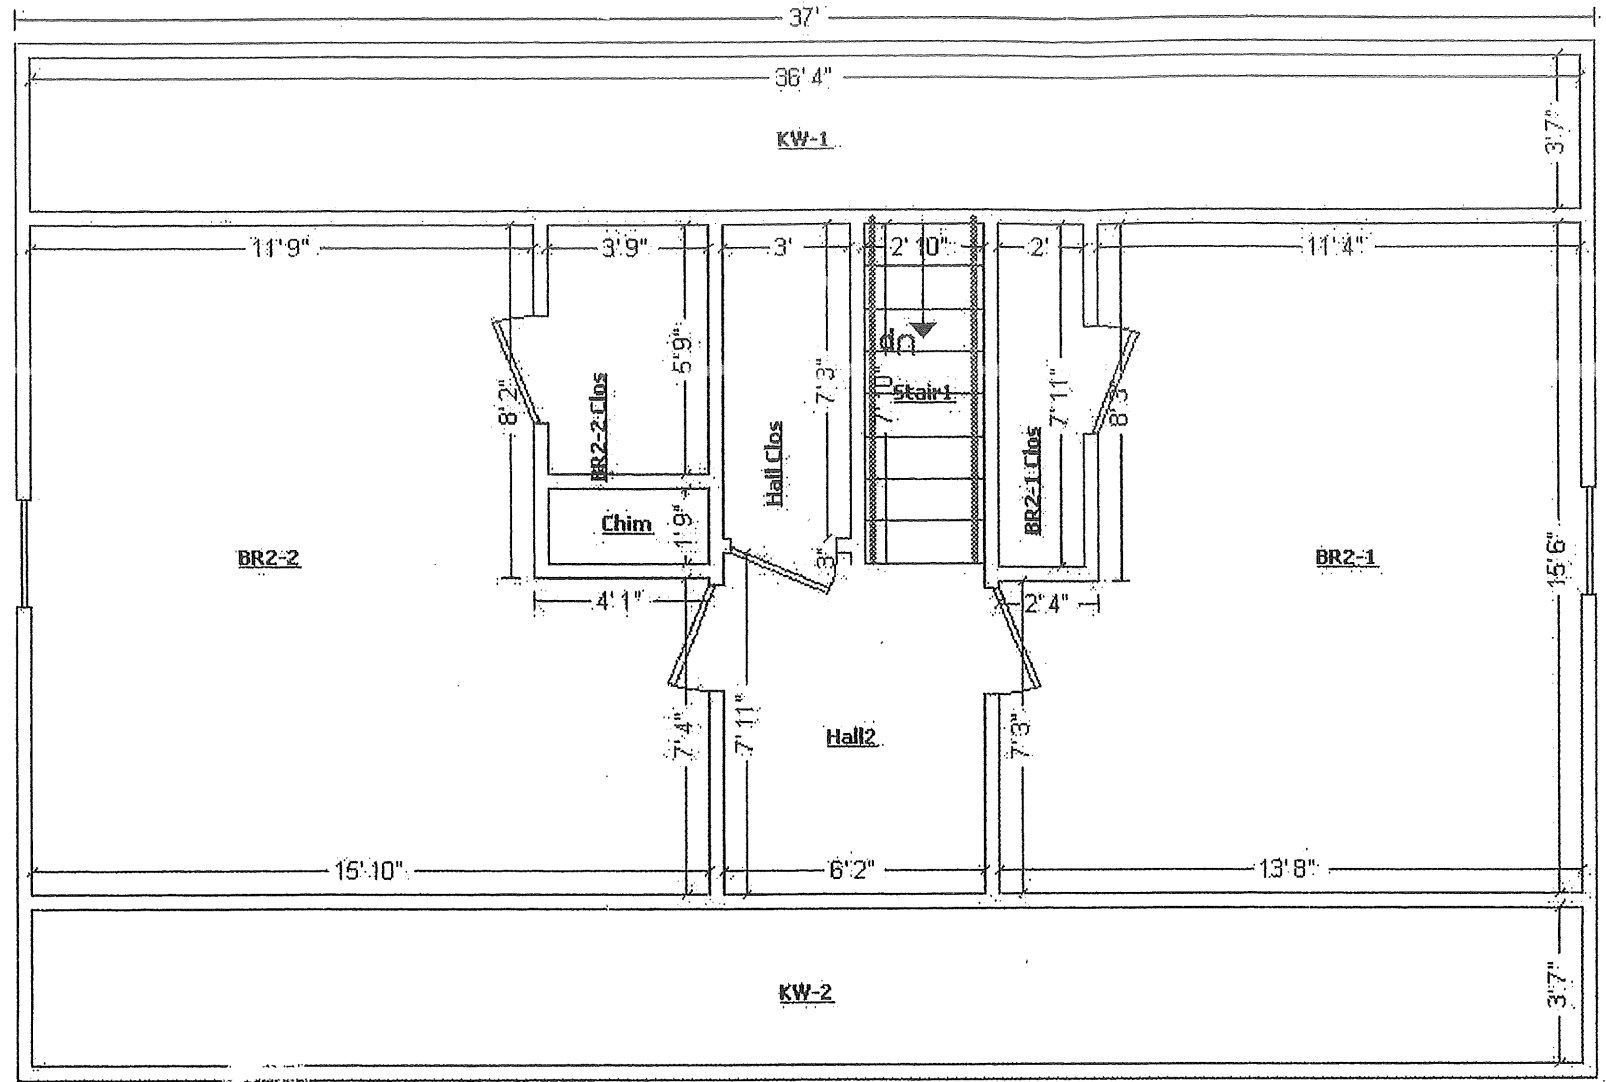 37'
36' 4"
KW-1
3' 7"
11' 9"
3' 9"
3'
2' 10"
2'
11' 4"
dn
5' 9"
7' 3"
7' 10"
Stair1
7' 11"
8' 3"
8' 2"
BR2-2 Clos
Hall Clos
BR2-1 Clos
Chim
1' 9"
3"
BR2-2
BR2-1
15' 6"
4' 1"
2' 4"
7' 4"
7' 11"
Hall2
7' 3"
15' 10"
6' 2"
13' 8"
KW-2
3' 7"